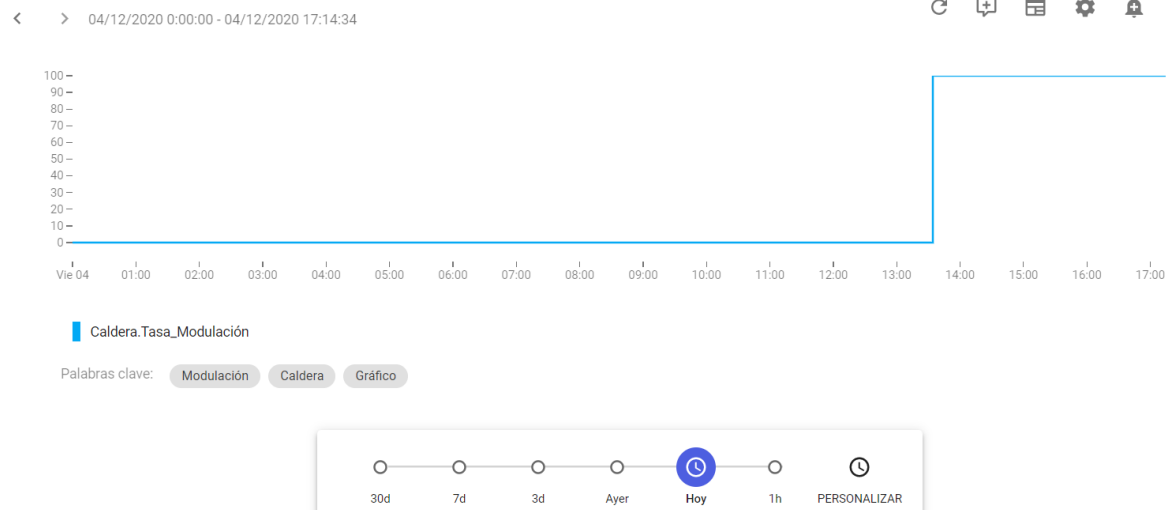 04/12/2020 0:00:00 - 04/12/2020 17:14:34
100
90
80
70
60
50
40
30
20
10
0
Vie 04 01:00 02:00 03:00 04:00 05:00 06:00 07:00 08:00 09:00 10:00 11:00 12:00 13:00 14:00 15:00 16:00 17:00
Caldera.Tasa_Modulación
Palabras clave: Modulación Caldera Gráfico
30d 7d 3d Ayer Hoy 1h PERSONALIZAR